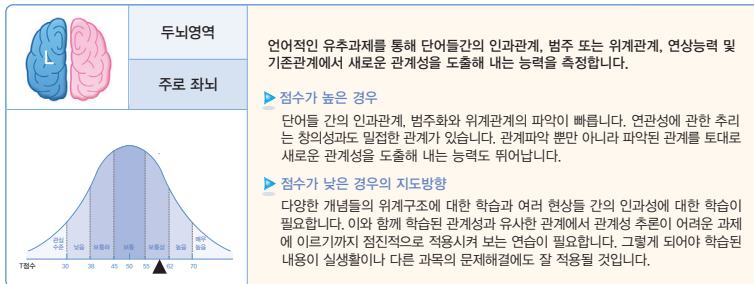 L
두뇌영역
주로 좌뇌
언어적인 유추과제를 통해 단어들간의 인과관계, 범주 또는 위계관계, 연상능력 및
기존관계에서 새로운 관계성을 도출해 내는 능력을 측정합니다.
점수가 높은 경우
단어들 간의 인과관계, 범주화와 위계관계의 파악이 빠릅니다. 연관성에 관한 추리
는 창의성과도 밀접한 관계가 있습니다. 관계파악 뿐만 아니라 파악된 관계를 토대로
새로운 관계성을 도출해 내는 능력도 뛰어납니다.
점수가 낮은 경우의 지도방향
다양한 개념들의 위계구조에 대한 학습과 여러 현상들 간의 인과성에 대한 학습이
필요합니다. 이와 함께 학습된 관계성과 유사한 관계에서 관계성 추론이 어려운 과제
에 이르기까지 점진적으로 적용시켜 보는 연습이 필요합니다. 그렇게 되어야 학습된
내용이 실생활이나 다른 과목의 문제해결에도 잘 적용될 것입니다.
관심 수준 낮음 보통하 보통 보통상 높음 매우 높음
T점수 30 38 45 50 55 62 70